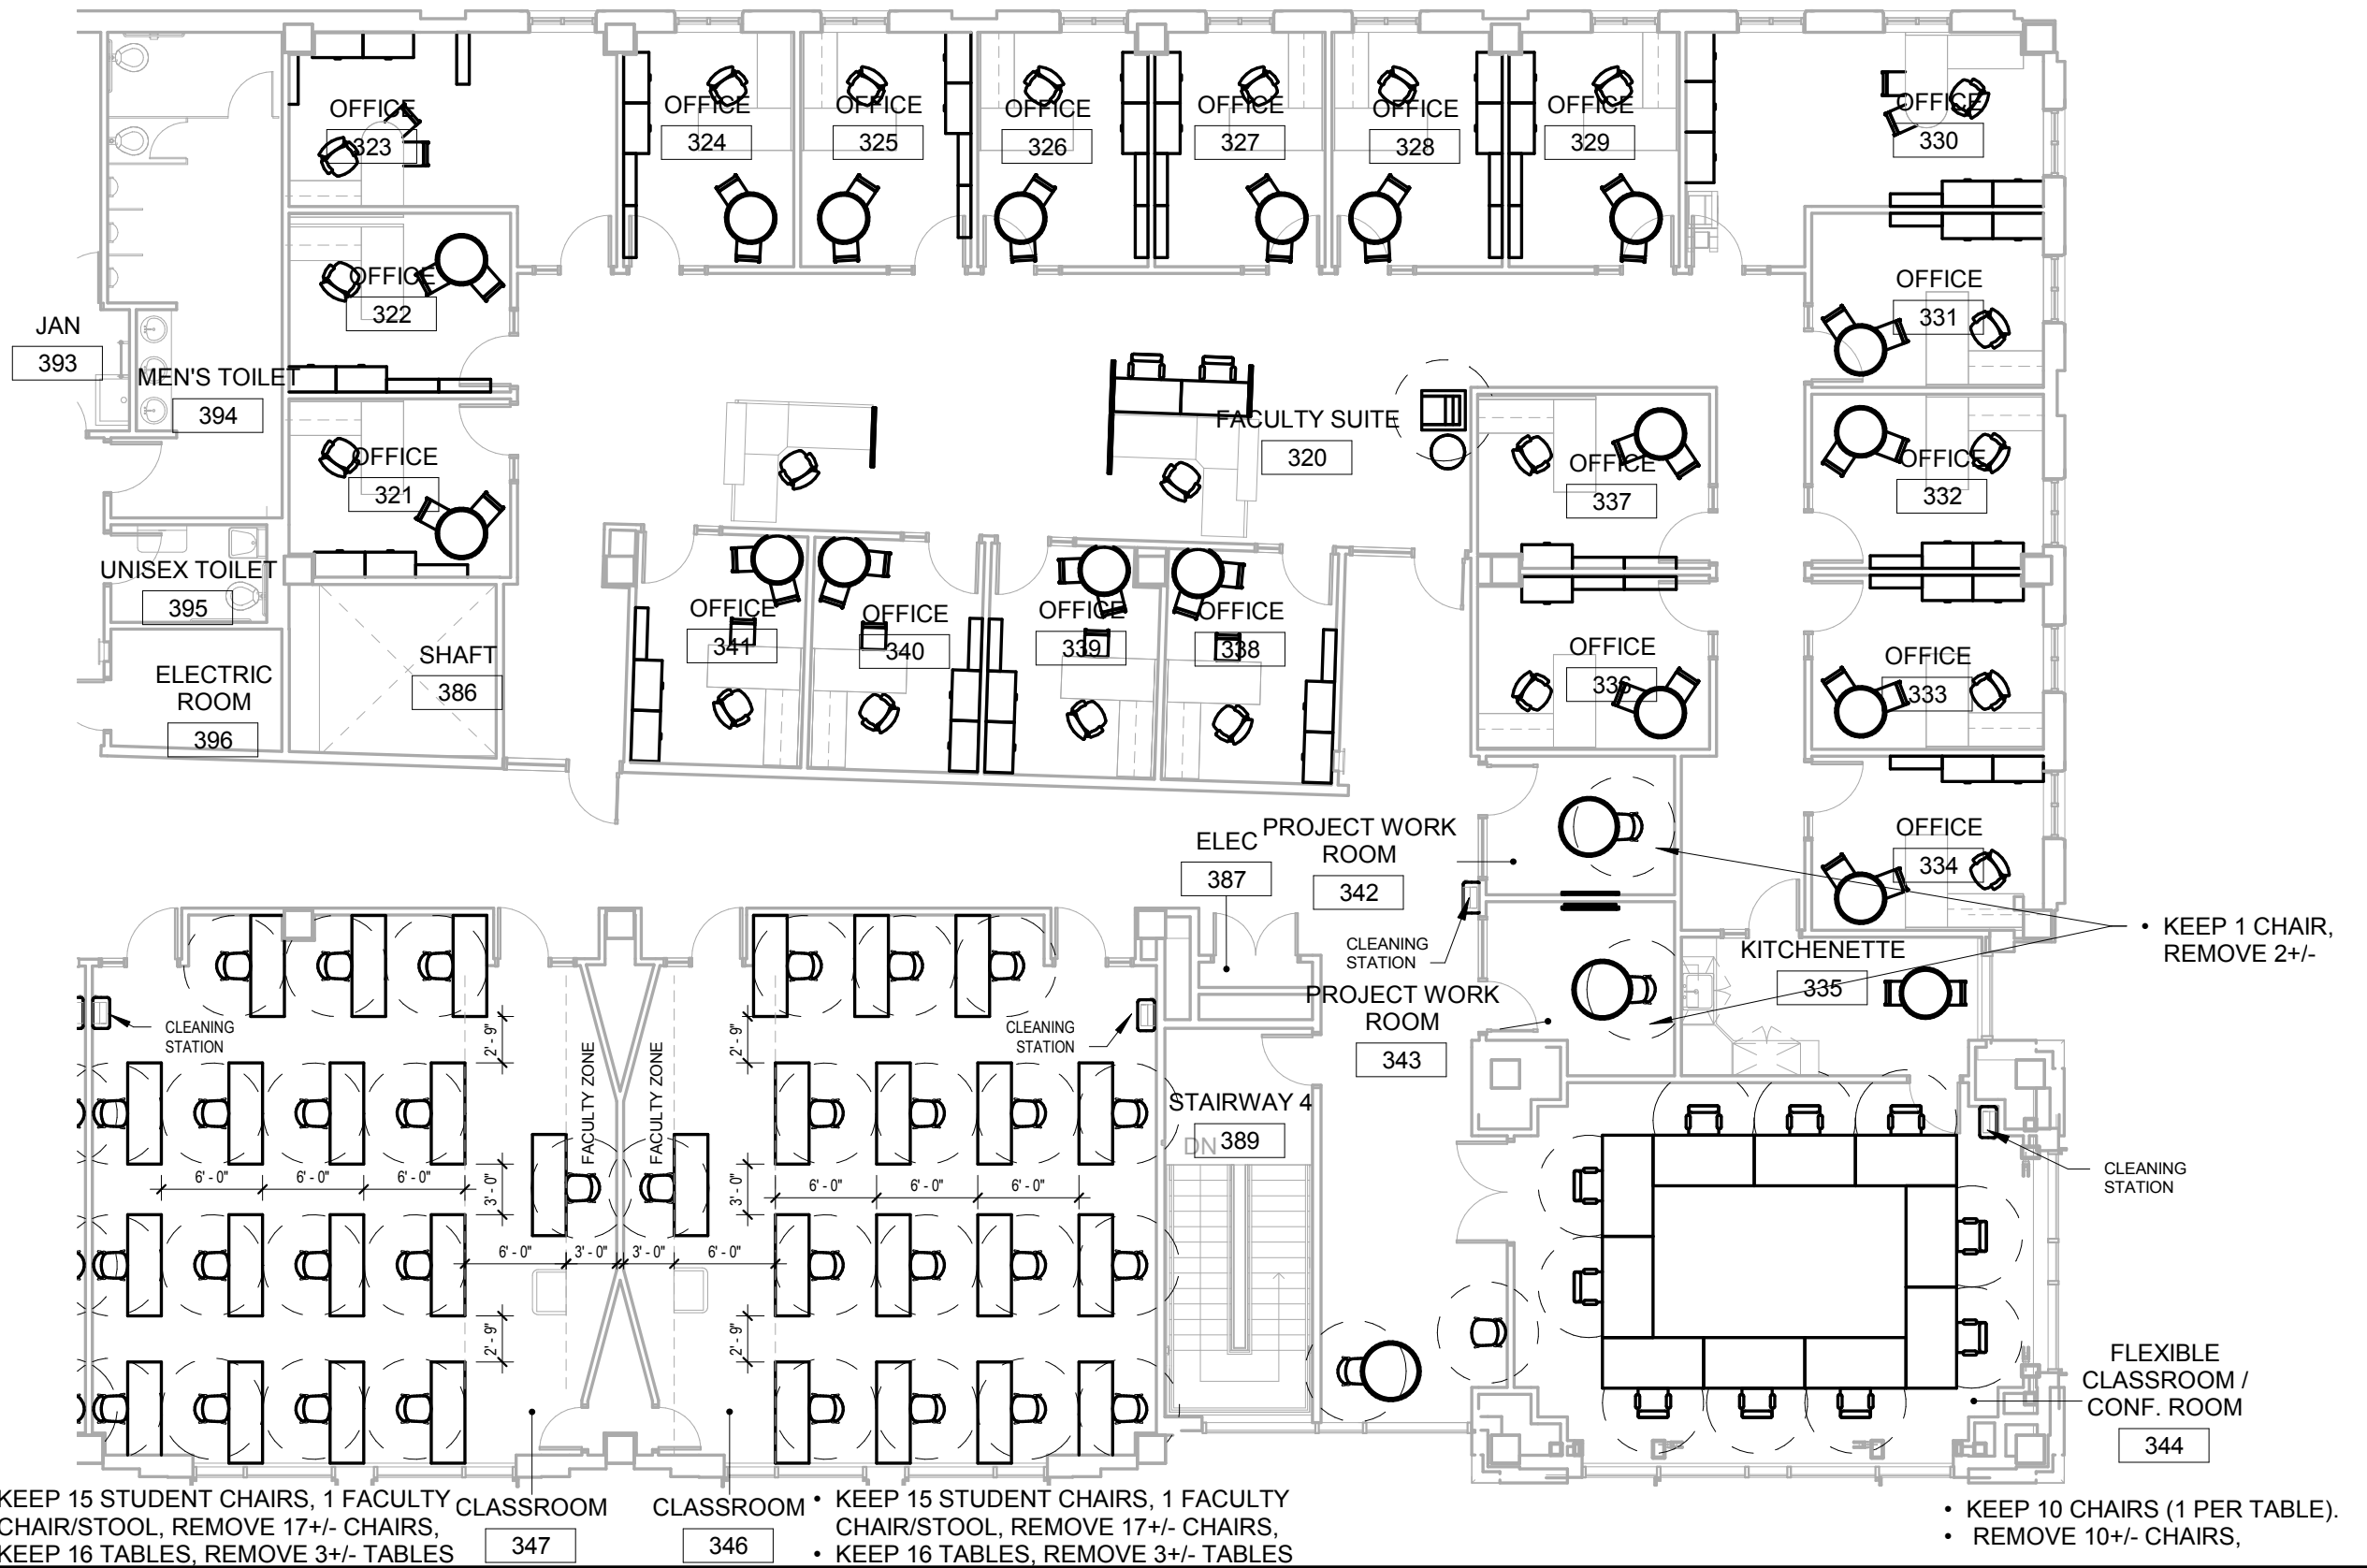 OFFICE
323
OFFICE
324
OFFICE
325
OFFICE
326
OFFICE
327
OFFICE
328
OFFICE
329
OFFICE
330
OFFICE
322
OFFICE
331
JAN
393
MEN'S TOILET
394
FACULTY SUITE
320
OFFICE
321
OFFICE
337
OFFICE
332
UNISEX TOILET
395
OFFICE
341
OFFICE
340
OFFICE
339
OFFICE
338
OFFICE
336
OFFICE
333
SHAFT
386
ELECTRIC
ROOM
396
ELEC
387
PROJECT WORK
ROOM
342
OFFICE
334
• KEEP 1 CHAIR,
REMOVE 2+/-
CLEANING
STATION
KITCHENETTE
335
PROJECT WORK
ROOM
343
CLEANING
STATION
CLEANING
STATION
2' - 9"
2' - 9"
FACULTY ZONE
FACULTY ZONE
STAIRWAY 4
389
DN
CLEANING
STATION
6' - 0"
6' - 0"
6' - 0"
3' - 0"
3' - 0"
6' - 0"
6' - 0"
6' - 0"
6' - 0"
3' - 0"
3' - 0"
6' - 0"
2' - 9"
2' - 9"
FLEXIBLE
CLASSROOM /
CONF. ROOM
344
KEEP 15 STUDENT CHAIRS, 1 FACULTY
CHAIR/STOOL, REMOVE 17+/- CHAIRS,
KEEP 16 TABLES, REMOVE 3+/- TABLES
CLASSROOM
347
CLASSROOM
346
• KEEP 15 STUDENT CHAIRS, 1 FACULTY
CHAIR/STOOL, REMOVE 17+/- CHAIRS,
• KEEP 16 TABLES, REMOVE 3+/- TABLES
• KEEP 10 CHAIRS (1 PER TABLE).
• REMOVE 10+/- CHAIRS,